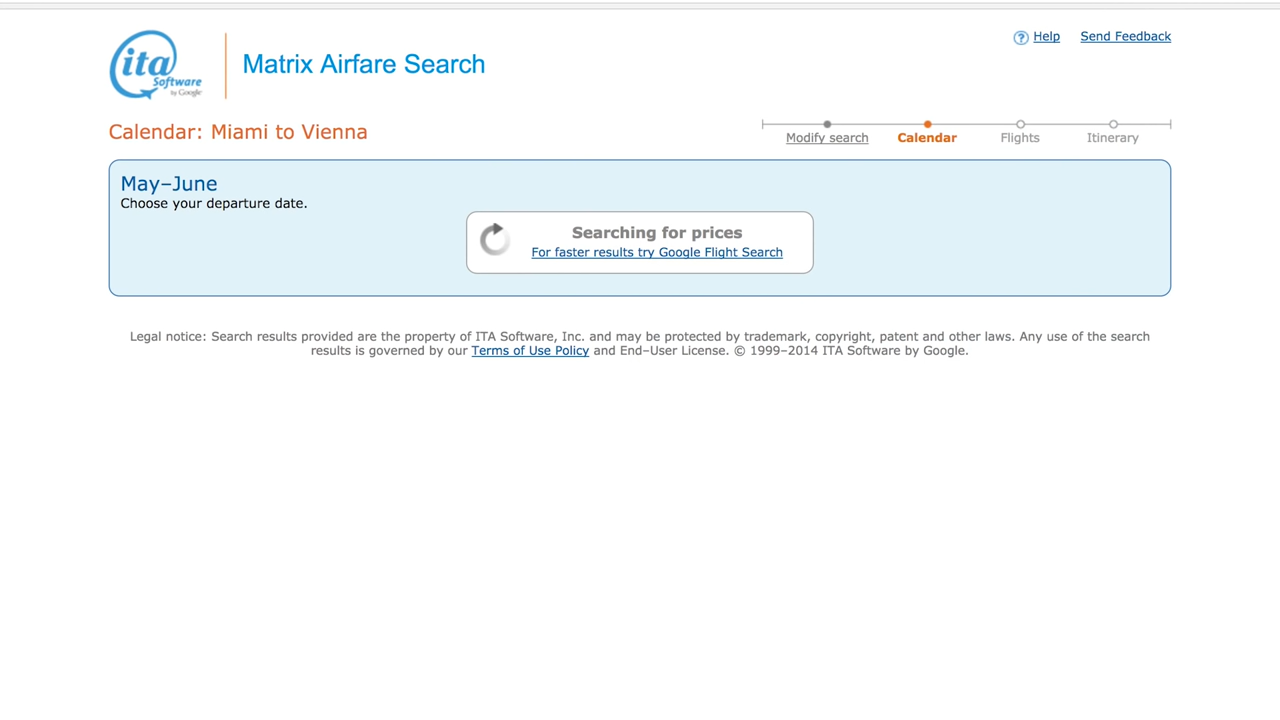 ita
Software
by Google
Matrix Airfare Search
? Help
Send Feedback
Calendar: Miami to Vienna
Modify search
Calendar
Flights
Itinerary
May–June
Choose your departure date.
Searching for prices
For faster results try Google Flight Search
Legal notice: Search results provided are the property of ITA Software, Inc. and may be protected by trademark, copyright, patent and other laws. Any use of the search
results is governed by our Terms of Use Policy and End–User License. © 1999–2014 ITA Software by Google.